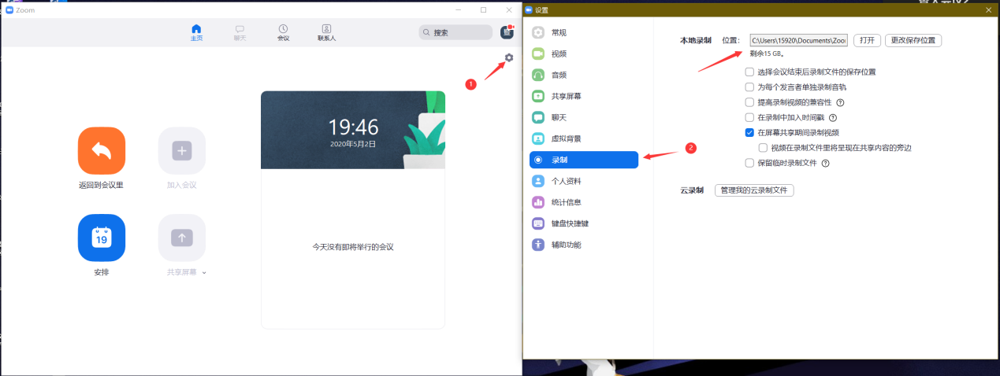 Zoom
主页
聊天
会议
联系人
搜索
1
19:46
2020年5月2日
返回到会议里
加入会议
19
安排
共享屏幕
今天没有即将举行的会议
设置
常规
视频
音频
共享屏幕
聊天
虚拟背景
录制
2
个人资料
统计信息
键盘快捷键
辅助功能
本地录制 位置: C:\Users\15920\Documents\Zoo 打开 更改保存位置
剩余15 GB。
选择会议结束后录制文件的保存位置
为每个发言者单独录制音轨
提高录制视频的兼容性 ?
在录制中加入时间戳 ?
在屏幕共享期间录制视频
视频在录制文件里将呈现在共享内容的旁边
保留临时录制文件 ?
云录制 管理我的云录制文件